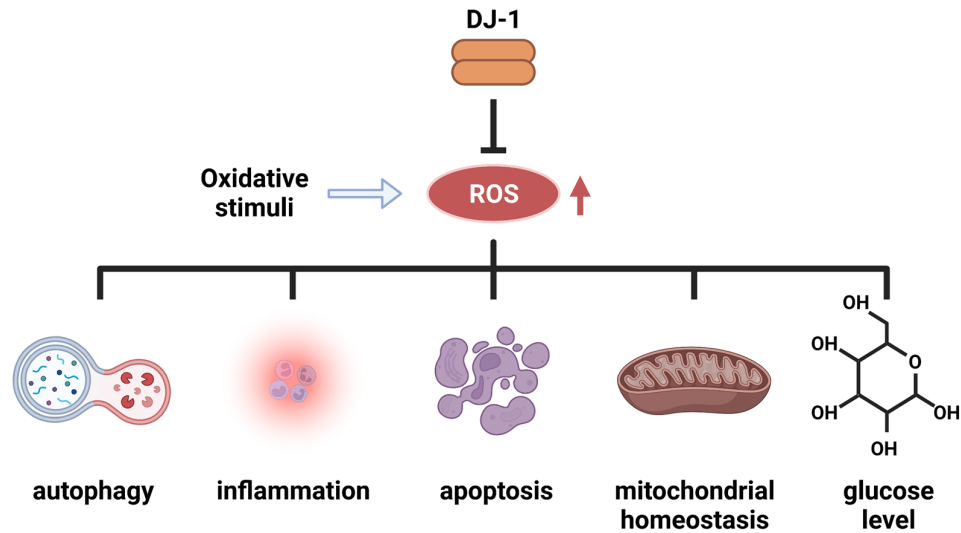 DJ-1
Oxidative
stimuli
ROS
OH
OH
O
OH
OH
OH
autophagy
inflammation
apoptosis
mitochondrial
homeostasis
glucose
level